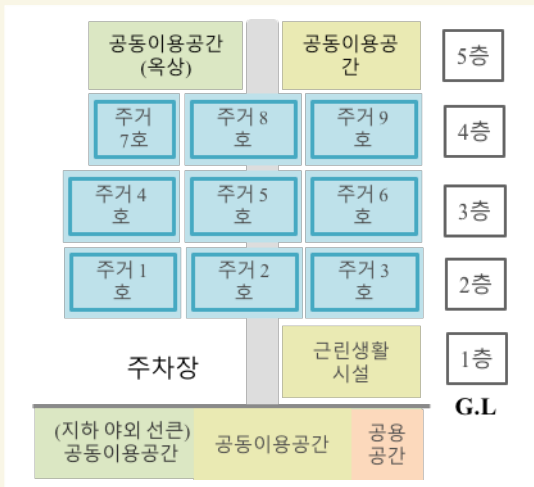 공동이용공간
(옥상)
공동이용공
간
5층
주거
7호
주거 8
호
주거 9
호
4층
주거 4
호
주거 5
호
주거 6
호
3층
주거 1
호
주거 2
호
주거 3
호
2층
주차장
근린생활
시설
1층
G.L
(지하 야외 선큰)
공동이용공간
공동이용공간
공용
공간